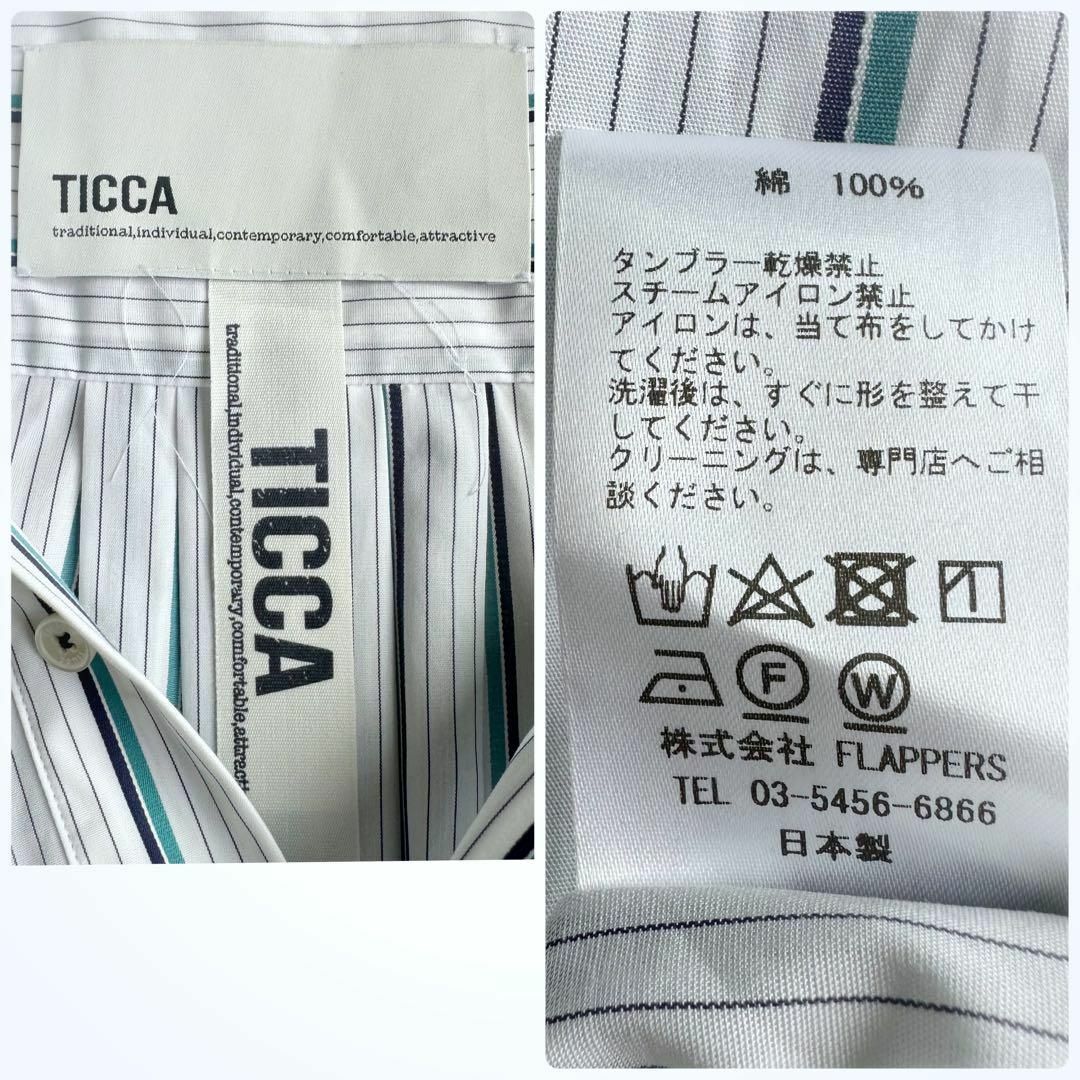 TICCA
traditional,individual,contemporary,comfortable,attractive
TICCA
traditional,individual,contemporary,comfortable,attracti
綿 100%
タンブラー乾燥禁止
スチームアイロン禁止
アイロンは、当て布をしてかけ
てください。
洗濯後は、すぐに形を整えて干
してください。
クリーニングは、専門店へご相
談ください。
F W
株式会社 FLAPPERS
TEL 03-5456-6866
日本製